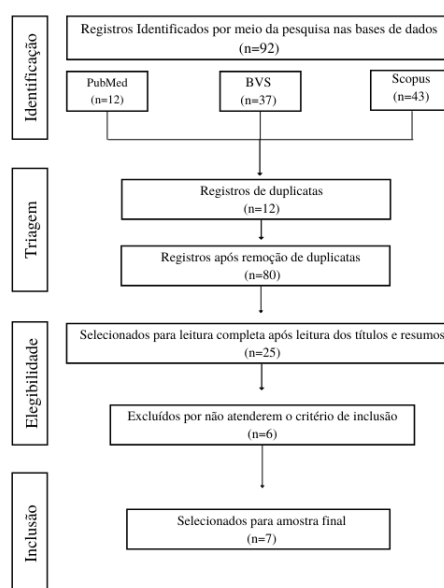 Identificação
Registros Identificados por meio da pesquisa nas bases de dados
(n=92)
PubMed
(n=12)
BVS
(n=37)
Scopus
(n=43)
Triagem
Registros de duplicatas
(n=12)
Registros após remoção de duplicatas
(n=80)
Elegibilidade
Selecionados para leitura completa após leitura dos títulos e resumos
(n=25)
Excluídos por não atenderem o critério de inclusão
(n=6)
Inclusão
Selecionados para amostra final
(n=7)